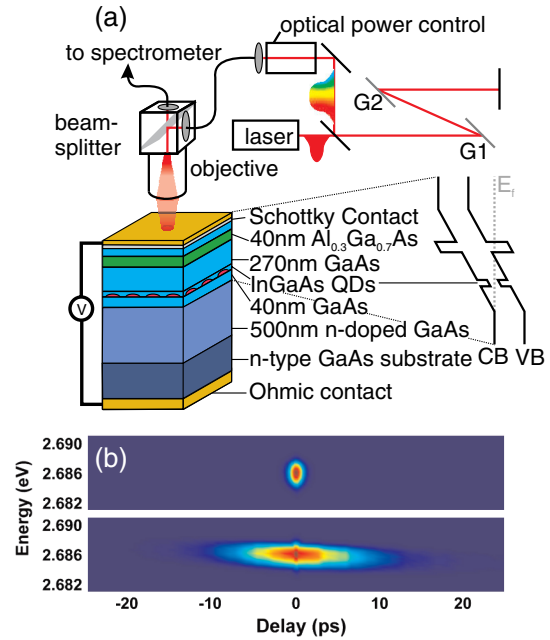 (a)
optical power control
to spectrometer
G2
beam-
splitter
laser
G1
objective
E_f
Schottky Contact
40nm Al₀.₃Ga₀.₇As
270nm GaAs
InGaAs QDs
40nm GaAs
V
500nm n-doped GaAs
n-type GaAs substrate
CB VB
Ohmic contact
(b)
Energy (eV)
2.690
2.686
2.682
2.690
2.686
2.682
-20 -10 0 10 20
Delay (ps)